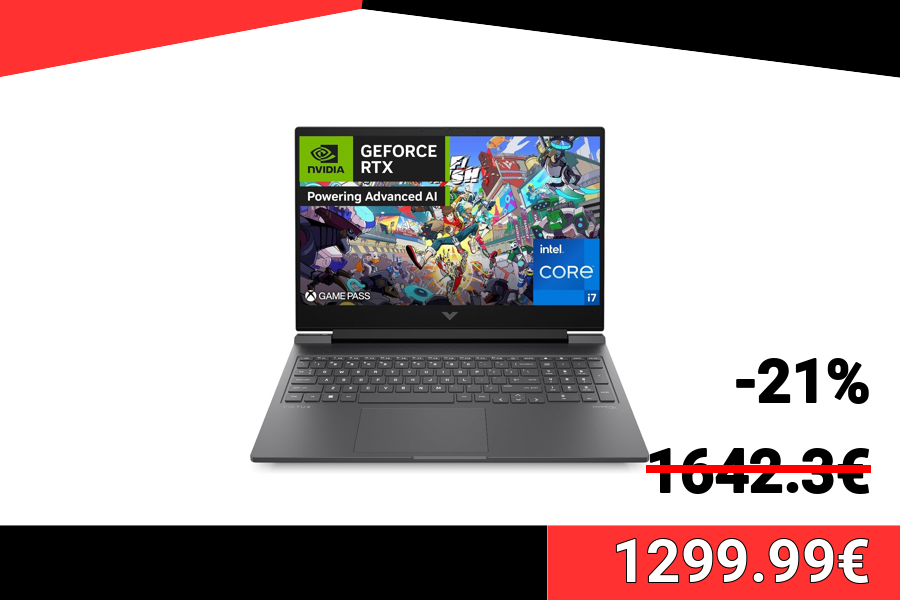 NVIDIA
GEFORCE
RTX
Powering Advanced AI
intel
CORE
i7
GAME PASS
-21%
1642.3€
1299.99€